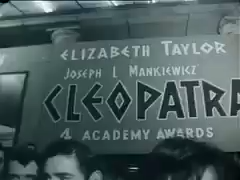 ELIZABETH TAYLOR
JOSEPH L MANKIEWICZ
CLEOPATRA
4 ACADEMY AWARDS